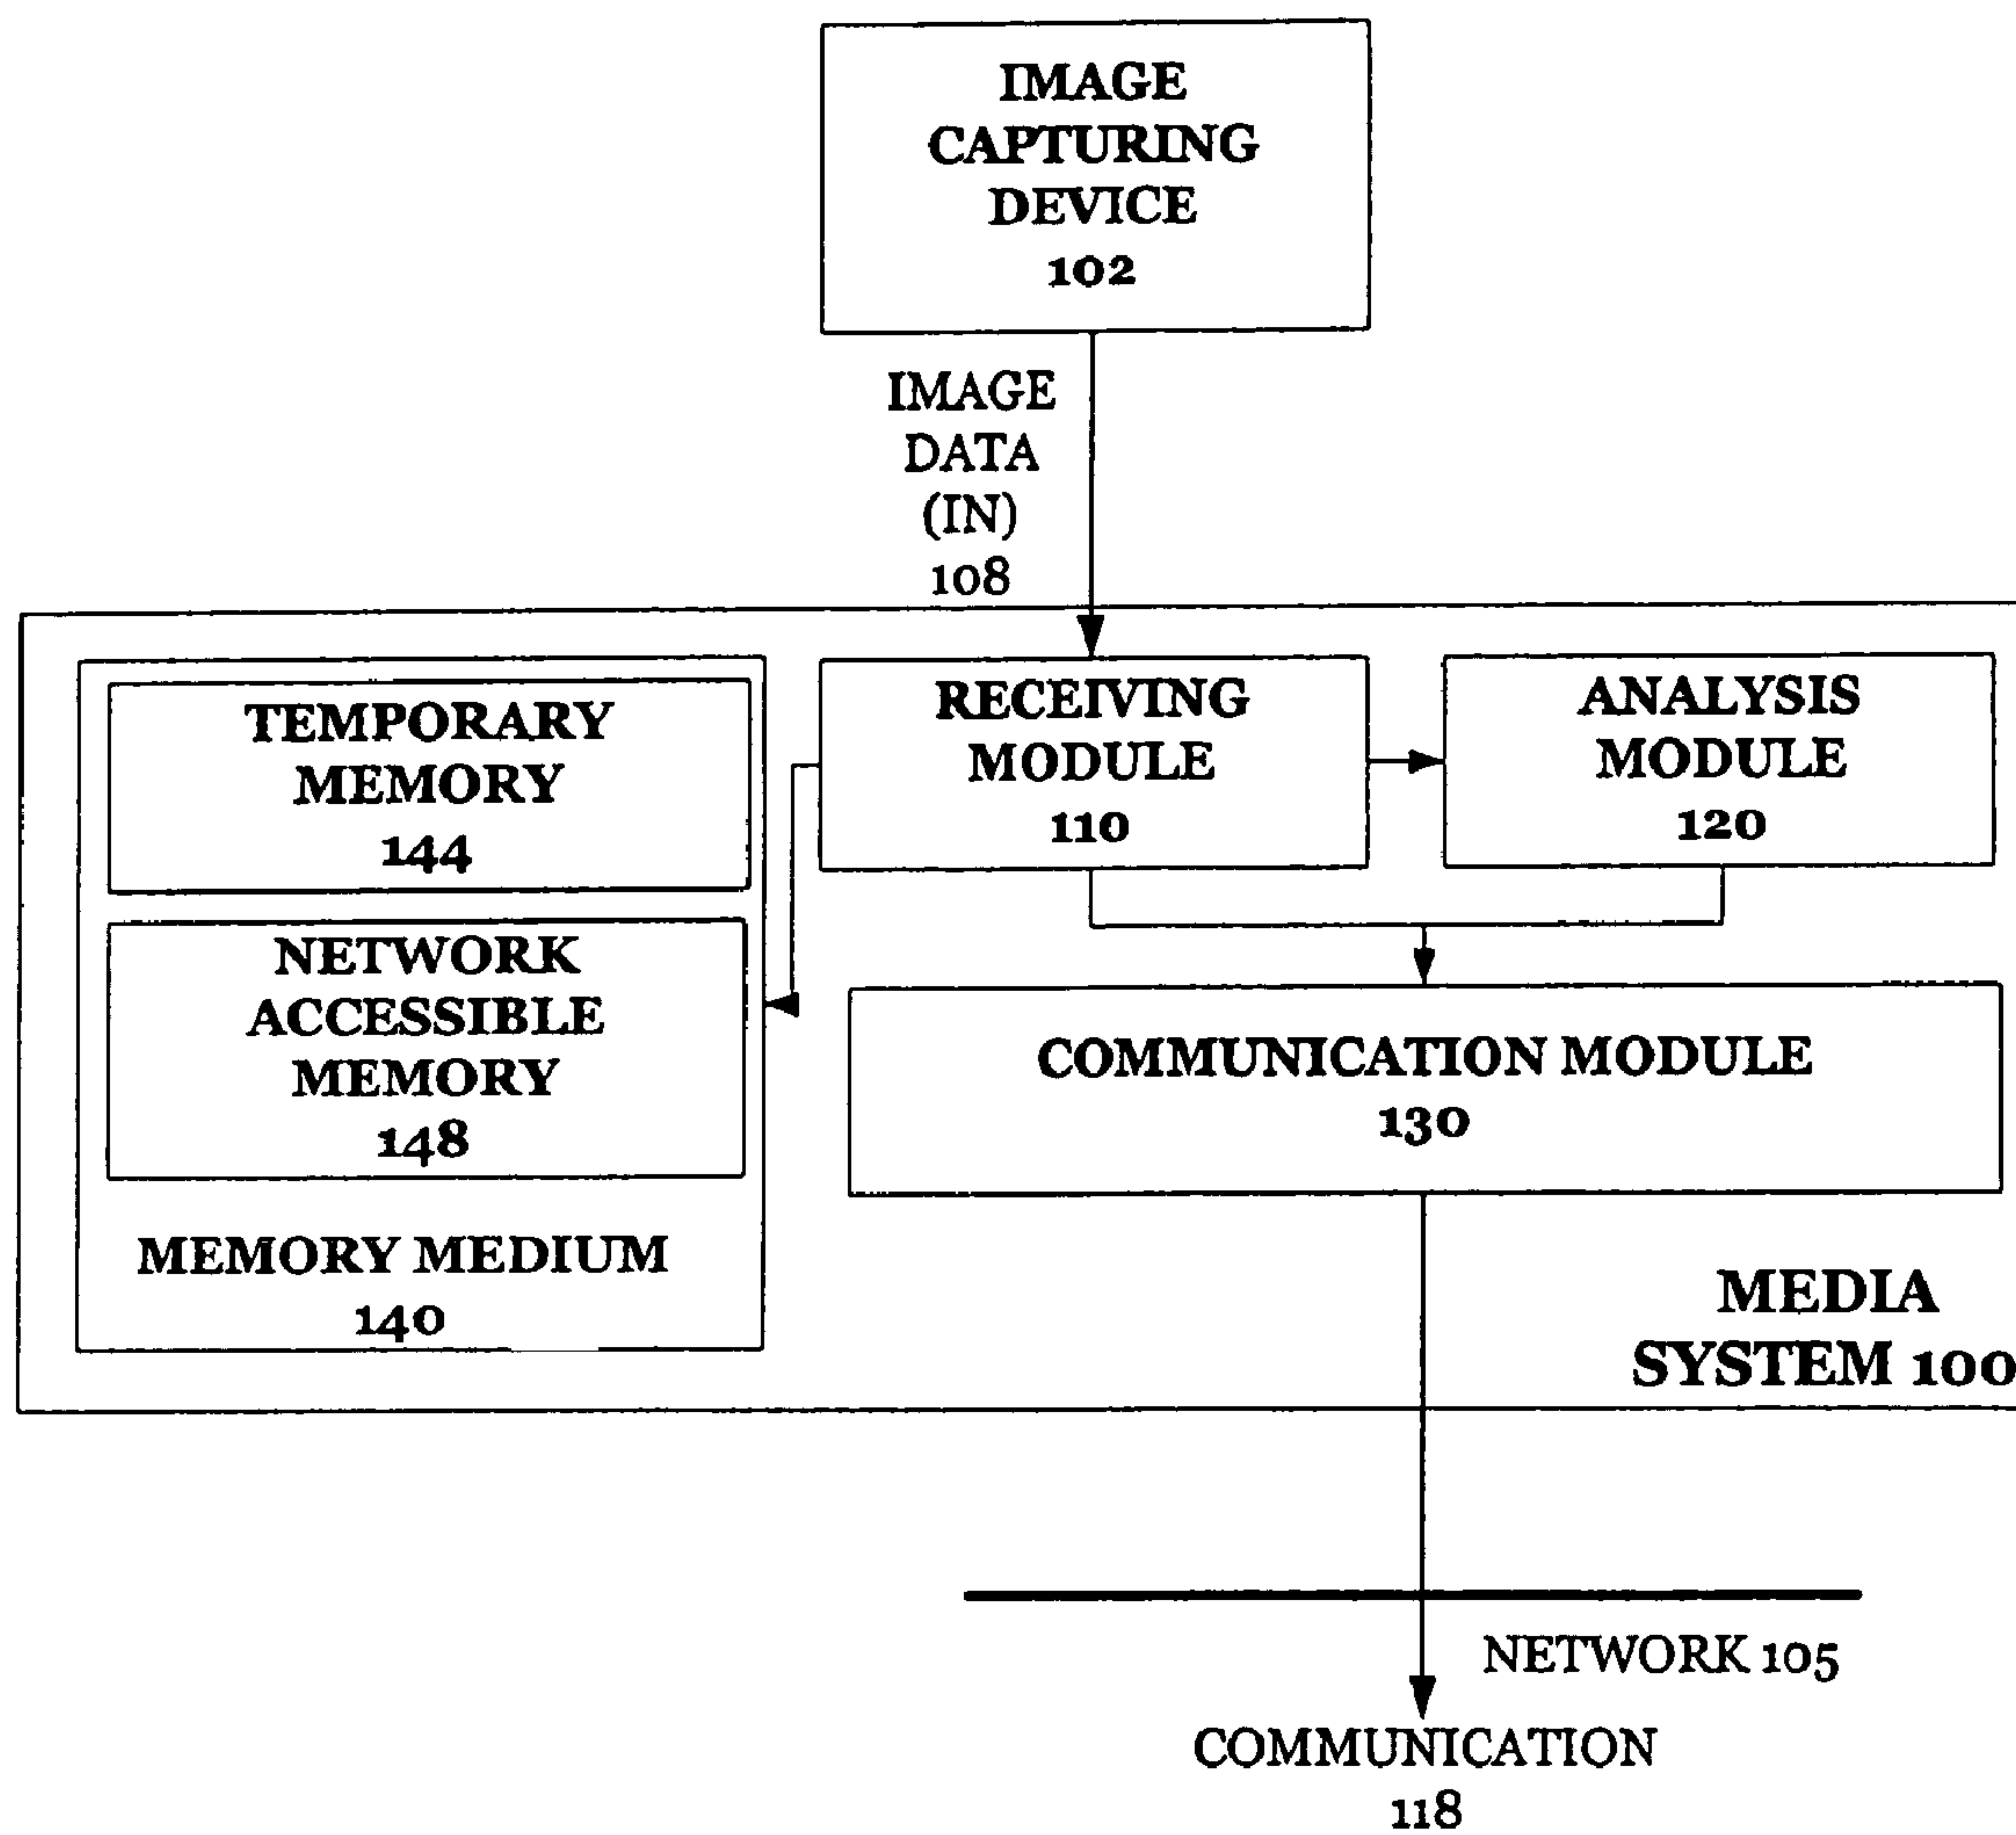 IMAGE
CAPTURING
DEVICE
102
IMAGE
DATA
(IN)
108
TEMPORARY
MEMORY
144
NETWORK
ACCESSIBLE
MEMORY
148
MEMORY MEDIUM
140
RECEIVING
MODULE
110
ANALYSIS
MODULE
120
COMMUNICATION MODULE
130
MEDIA
SYSTEM 100
NETWORK 105
COMMUNICATION
118